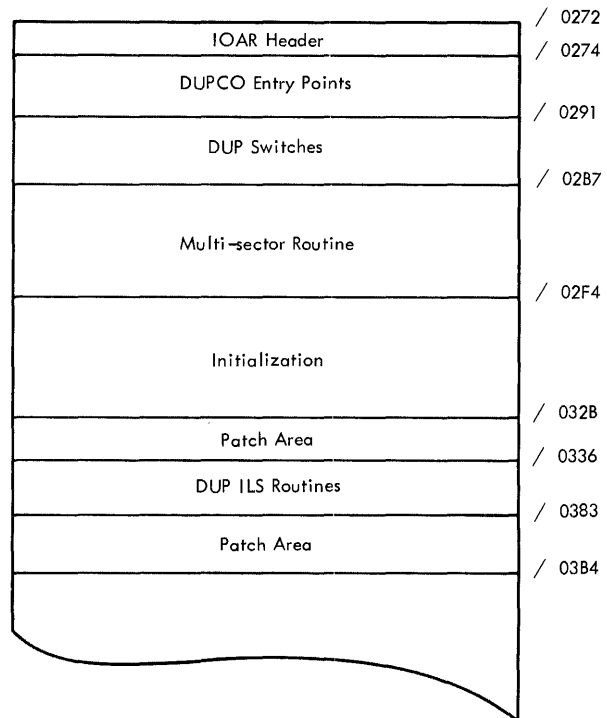 / 0272
IOAR Header
/ 0274
DUPCO Entry Points
/ 0291
DUP Switches
/ 02B7
Multi-sector Routine
/ 02F4
Initialization
/ 032B
Patch Area
/ 0336
DUP ILS Routines
/ 0383
Patch Area
/ 03B4